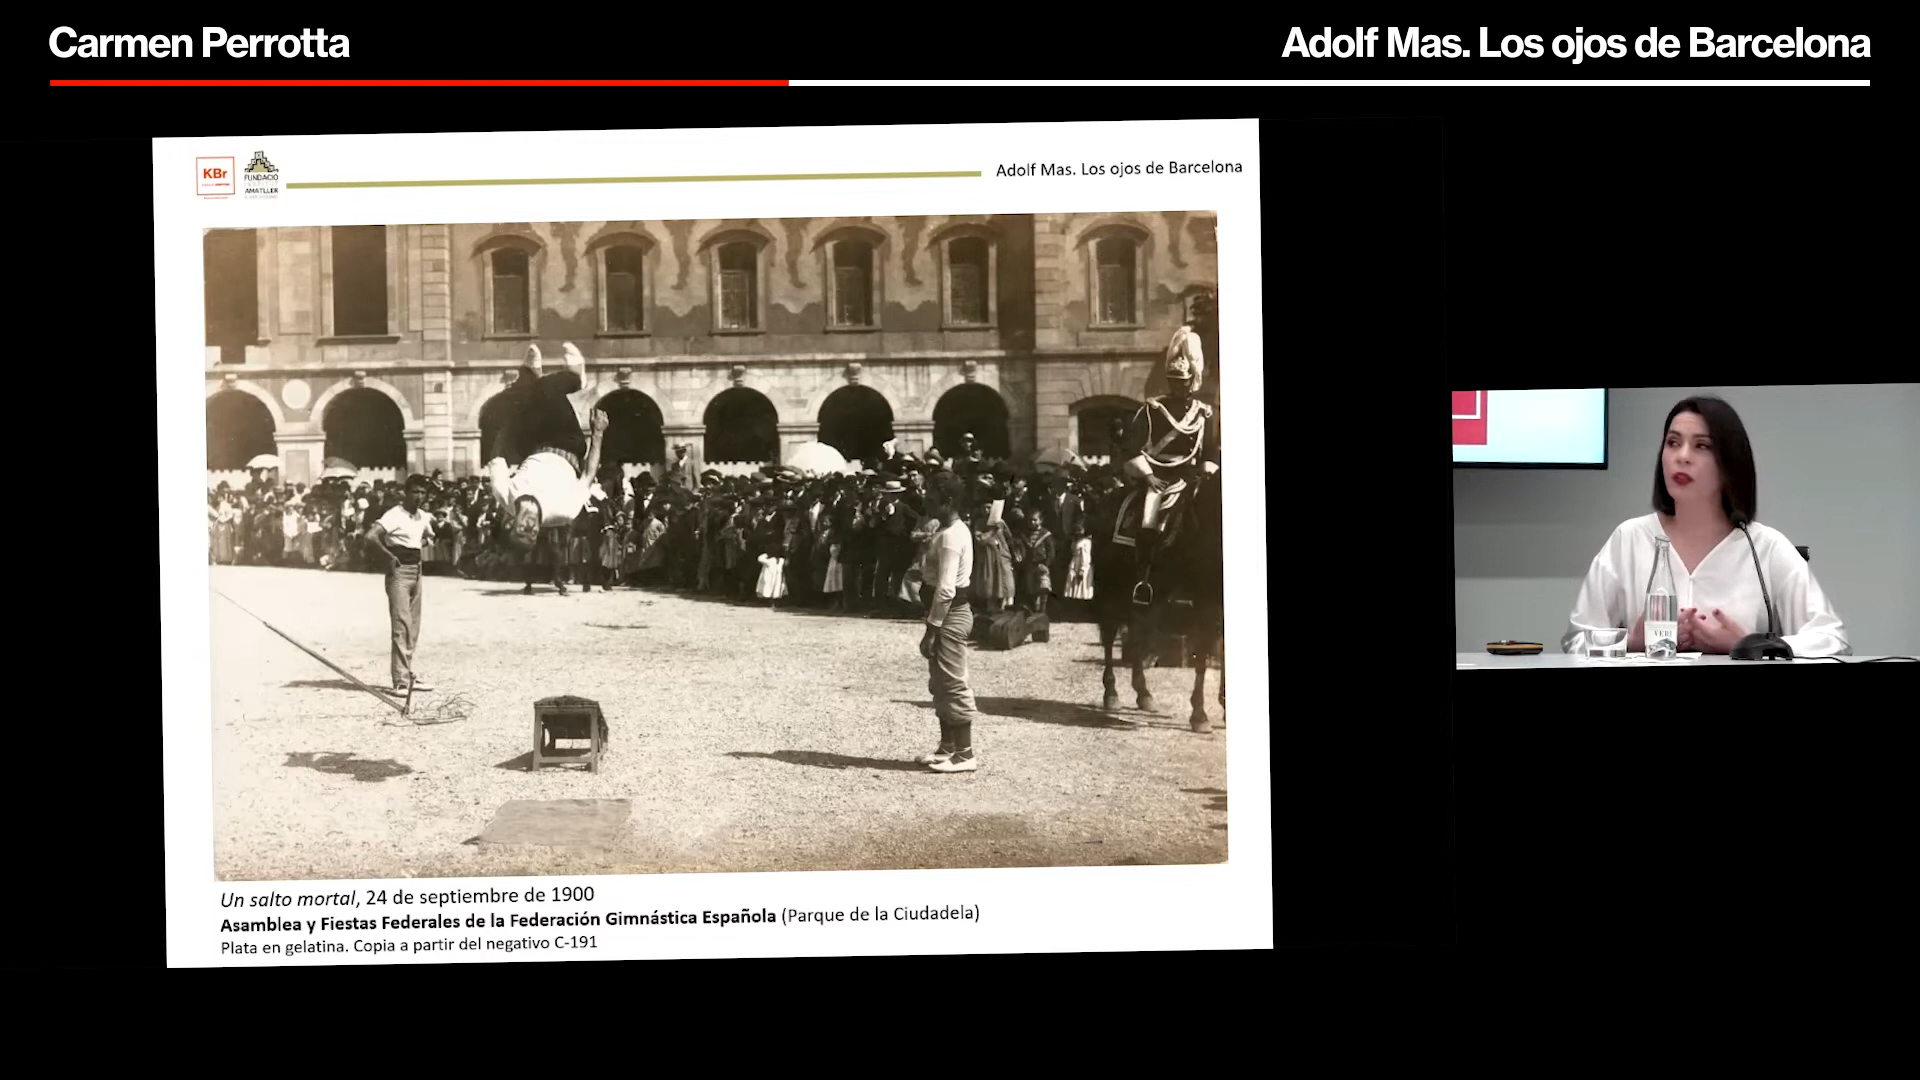 Carmen Perrotta
Adolf Mas. Los ojos de Barcelona
KBr
FUNDACIÓ
INSTITUT
AMATLLER
Adolf Mas. Los ojos de Barcelona
Un salto mortal, 24 de septiembre de 1900
Asamblea y Fiestas Federales de la Federación Gimnástica Española (Parque de la Ciudadela)
Plata en gelatina. Copia a partir del negativo C-191
VERI